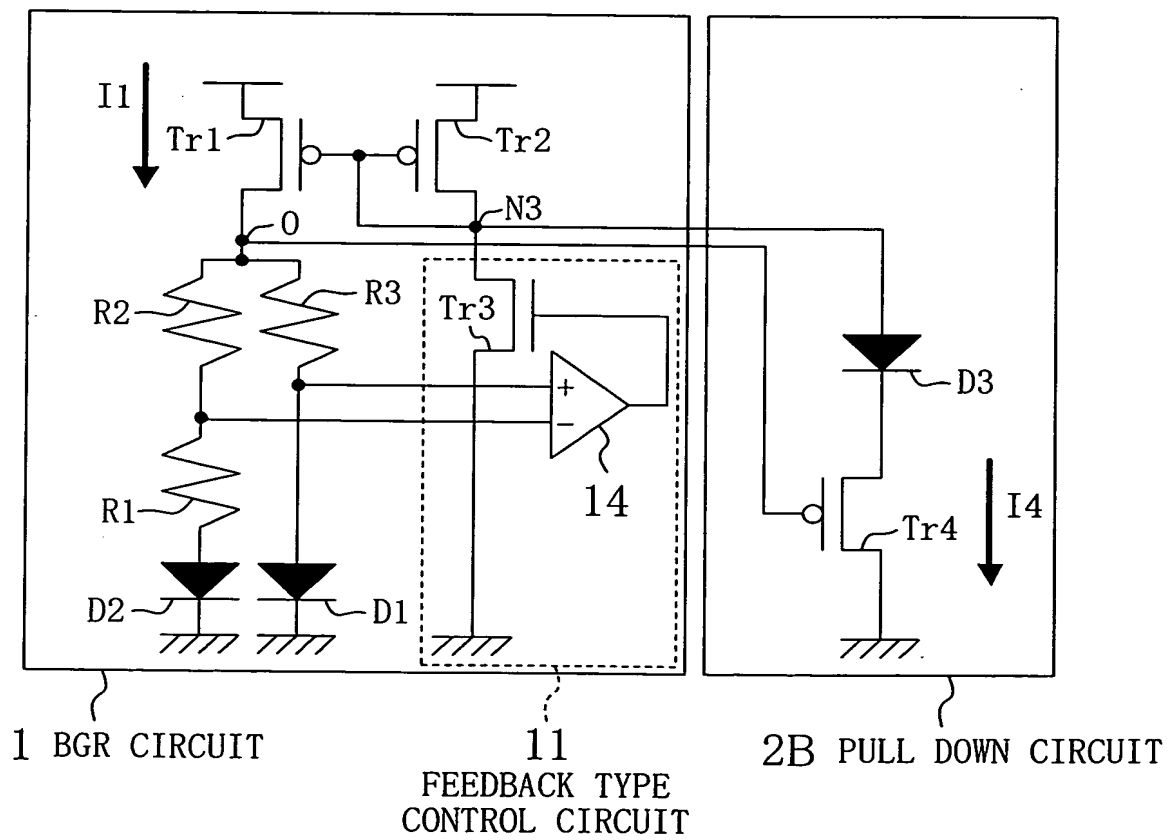 I1
Tr1
Tr2
O
N3
R2
R3
Tr3
+
−
D3
R1
14
Tr4
I4
D2
D1
1 BGR CIRCUIT
11
FEEDBACK TYPE
CONTROL CIRCUIT
2B PULL DOWN CIRCUIT